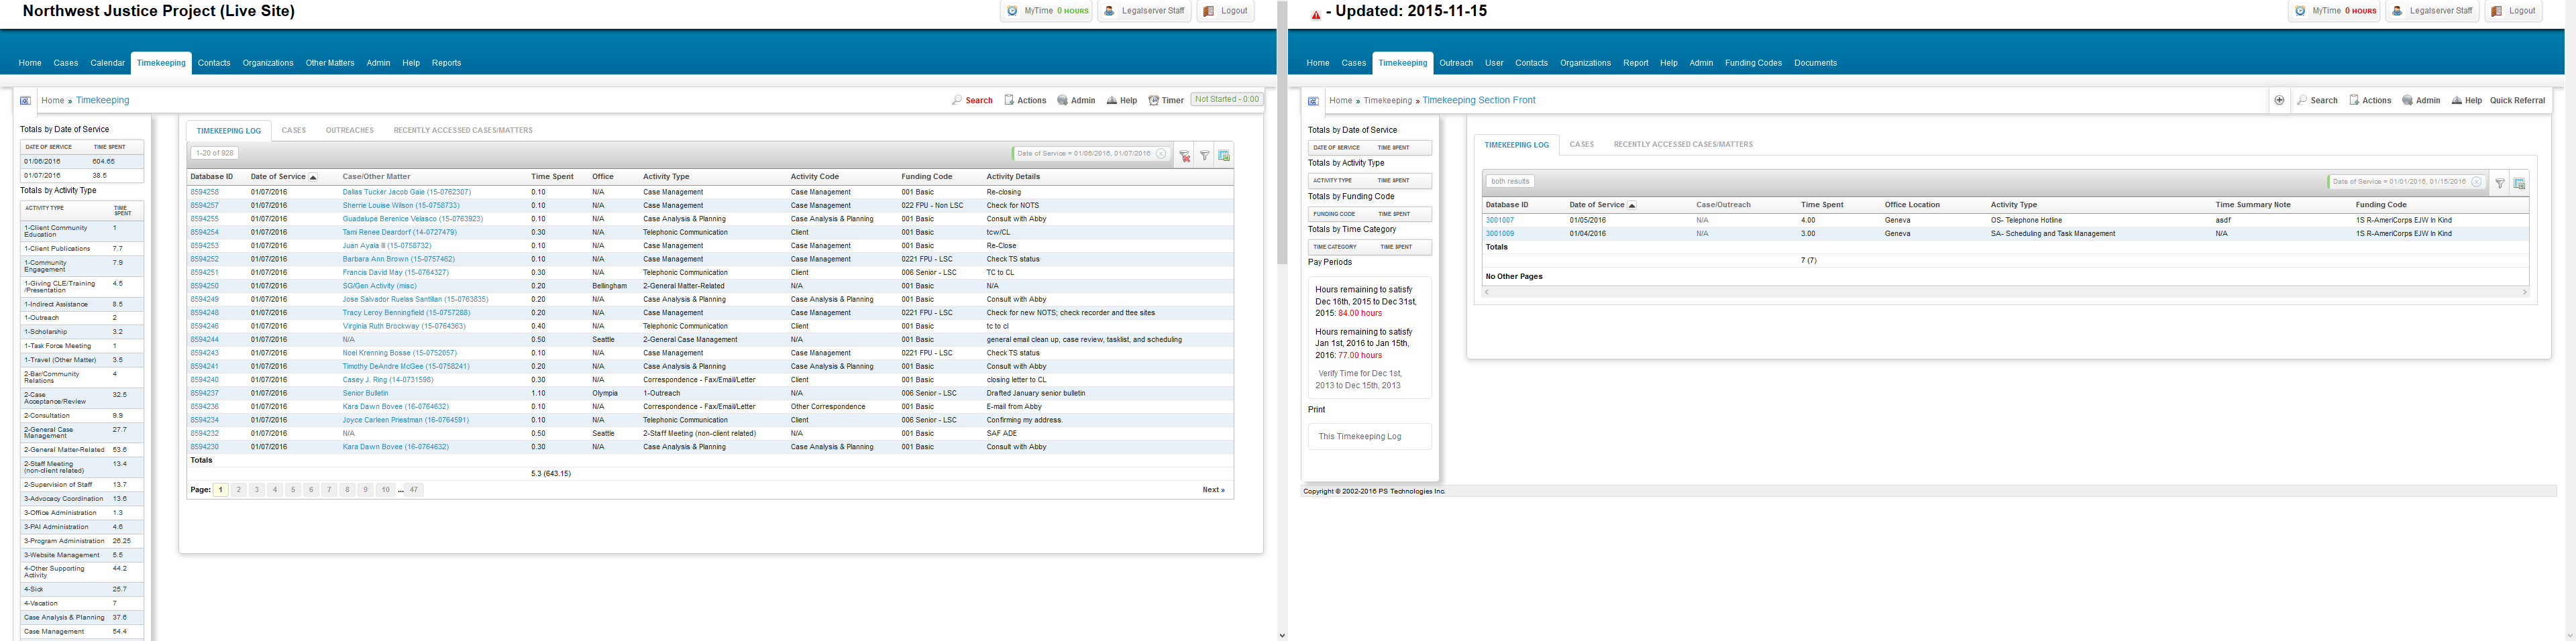 Northwest Justice Project (Live Site)
MyTime 0 HOURS
Legalserver Staff
Logout
Home Cases Calendar Timekeeping Contacts Organizations Other Matters Admin Help Reports
Home » Timekeeping
Search Actions Admin Help Timer Not Started - 0:00
Totals by Date of Service
DATE OF SERVICE TIME SPENT
01/06/2016 604.65
01/07/2016 38.5
Totals by Activity Type
ACTIVITY TYPE TIME SPENT
1-Client Community Education 1
1-Client Publications 7.7
1-Community Engagement 7.9
1-Giving CLE/Training /Presentation 4.5
1-Indirect Assistance 8.5
1-Outreach 2
1-Scholarship 3.2
1-Task Force Meeting 1
1-Travel (Other Matter) 3.5
2-Bar/Community Relations 4
2-Case Acceptance/Review 32.5
2-Consultation 9.9
2-General Case Management 27.7
2-General Matter-Related 53.6
2-Staff Meeting (non-client related) 13.4
2-Supervision of Staff 13.7
3-Advocacy Coordination 13.6
3-Office Administration 1.3
3-PAI Administration 4.6
3-Program Administration 26.25
3-Website Management 5.5
4-Other Supporting Activity 44.2
4-Sick 25.7
4-Vacation 7
Case Analysis & Planning 37.6
Case Management 54.4
TIMEKEEPING LOG CASES OUTREACHES RECENTLY ACCESSED CASES/MATTERS
1-20 of 928
Date of Service = 01/06/2016, 01/07/2016
Database ID Date of Service Case/Other Matter Time Spent Office Activity Type Activity Code Funding Code Activity Details
8594258 01/07/2016 Dallas Tucker Jacob Gaie (15-0762307) 0.10 N/A Case Management Case Management 001 Basic Re-closing
8594257 01/07/2016 Sherrie Louise Wilson (15-0758733) 0.10 N/A Case Management Case Management 022 FPU - Non LSC Check for NOTS
8594255 01/07/2016 Guadalupe Berenice Velasco (15-0763923) 0.10 N/A Case Analysis & Planning Case Analysis & Planning 001 Basic Consult with Abby
8594254 01/07/2016 Tami Renee Deardorf (14-0727479) 0.30 N/A Telephonic Communication Client 001 Basic tcw/CL
8594253 01/07/2016 Juan Ayala III (15-0758732) 0.10 N/A Case Management Case Management 001 Basic Re-Close
8594252 01/07/2016 Barbara Ann Brown (15-0757462) 0.10 N/A Case Management Case Management 0221 FPU - LSC Check TS status
8594251 01/07/2016 Francis David May (15-0764327) 0.30 N/A Telephonic Communication Client 006 Senior - LSC TC to CL
8594250 01/07/2016 SG/Gen Activity (misc) 0.20 Bellingham 2-General Matter-Related N/A 001 Basic N/A
8594249 01/07/2016 Jose Salvador Ruelas Santillan (15-0763835) 0.20 N/A Case Analysis & Planning Case Analysis & Planning 001 Basic Consult with Abby
8594248 01/07/2016 Tracy Leroy Benningfield (15-0757288) 0.20 N/A Case Management Case Management 0221 FPU - LSC Check for new NOTS; check recorder and ttee sites
8594246 01/07/2016 Virginia Ruth Brockway (15-0764363) 0.40 N/A Telephonic Communication Client 001 Basic tc to cl
8594244 01/07/2016 N/A 0.50 Seattle 2-General Case Management N/A 001 Basic general email clean up, case review, tasklist, and scheduling
8594243 01/07/2016 Noel Krenning Bosse (15-0752057) 0.10 N/A Case Management Case Management 0221 FPU - LSC Check TS status
8594241 01/07/2016 Timothy DeAndre McGee (15-0758241) 0.20 N/A Case Analysis & Planning Case Analysis & Planning 001 Basic Consult with Abby
8594240 01/07/2016 Casey J. Ring (14-0731598) 0.30 N/A Correspondence - Fax/Email/Letter Client 001 Basic closing letter to CL
8594237 01/07/2016 Senior Bulletin 1.10 Olympia 1-Outreach N/A 006 Senior - LSC Drafted January senior bulletin
8594236 01/07/2016 Kara Dawn Bovee (16-0764632) 0.10 N/A Correspondence - Fax/Email/Letter Other Correspondence 001 Basic E-mail from Abby
8594234 01/07/2016 Joyce Carleen Priestman (16-0764591) 0.10 N/A Telephonic Communication Client 006 Senior - LSC Confirming my address.
8594232 01/07/2016 N/A 0.50 Seattle 2-Staff Meeting (non-client related) N/A 001 Basic SAF ADE
8594230 01/07/2016 Kara Dawn Bovee (16-0764632) 0.30 N/A Case Analysis & Planning Case Analysis & Planning 001 Basic Consult with Abby
Totals
5.3 (643.15)
Page: 1 2 3 4 5 6 7 8 9 10 ... 47 Next »
- Updated: 2015-11-15
MyTime 0 HOURS
Legalserver Staff
Logout
Home Cases Timekeeping Outreach User Contacts Organizations Report Help Admin Funding Codes Documents
Home » Timekeeping » Timekeeping Section Front
Search Actions Admin Help Quick Referral
Totals by Date of Service
DATE OF SERVICE TIME SPENT
Totals by Activity Type
ACTIVITY TYPE TIME SPENT
Totals by Funding Code
FUNDING CODE TIME SPENT
Totals by Time Category
TIME CATEGORY TIME SPENT
Pay Periods
Hours remaining to satisfy
Dec 16th, 2015 to Dec 31st,
2015: 84.00 hours
Hours remaining to satisfy
Jan 1st, 2016 to Jan 15th,
2016: 77.00 hours
Verify Time for Dec 1st,
2013 to Dec 15th, 2013
Print
This Timekeeping Log
TIMEKEEPING LOG CASES RECENTLY ACCESSED CASES/MATTERS
both results
Date of Service = 01/01/2016, 01/15/2016
Database ID Date of Service Case/Outreach Time Spent Office Location Activity Type Time Summary Note Funding Code
3001007 01/05/2016 N/A 4.00 Geneva OS- Telephone Hotline asdf 1S R-AmeriCorps EJW In Kind
3001009 01/04/2016 N/A 3.00 Geneva SA- Scheduling and Task Management N/A 1S R-AmeriCorps EJW In Kind
Totals
7 (7)
No Other Pages
Copyright © 2002-2016 PS Technologies Inc.